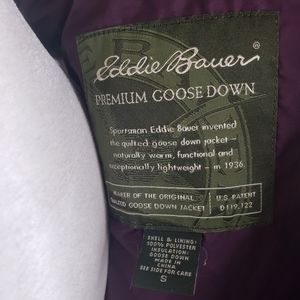 Eddie Bauer®
PREMIUM GOOSE DOWN
Sportsman Eddie Bauer invented
the quilted goose down jacket –
naturally warm, functional and
exceptionally lightweight – in 1936.
MAKER OF THE ORIGINAL
QUILTED GOOSE DOWN JACKET
U.S. PATENT
D119,122
SHELL & LINING:
100% POLYESTER
INSULATION:
GOOSE DOWN
MADE IN
CHINA
SEE SIDE FOR CARE
S